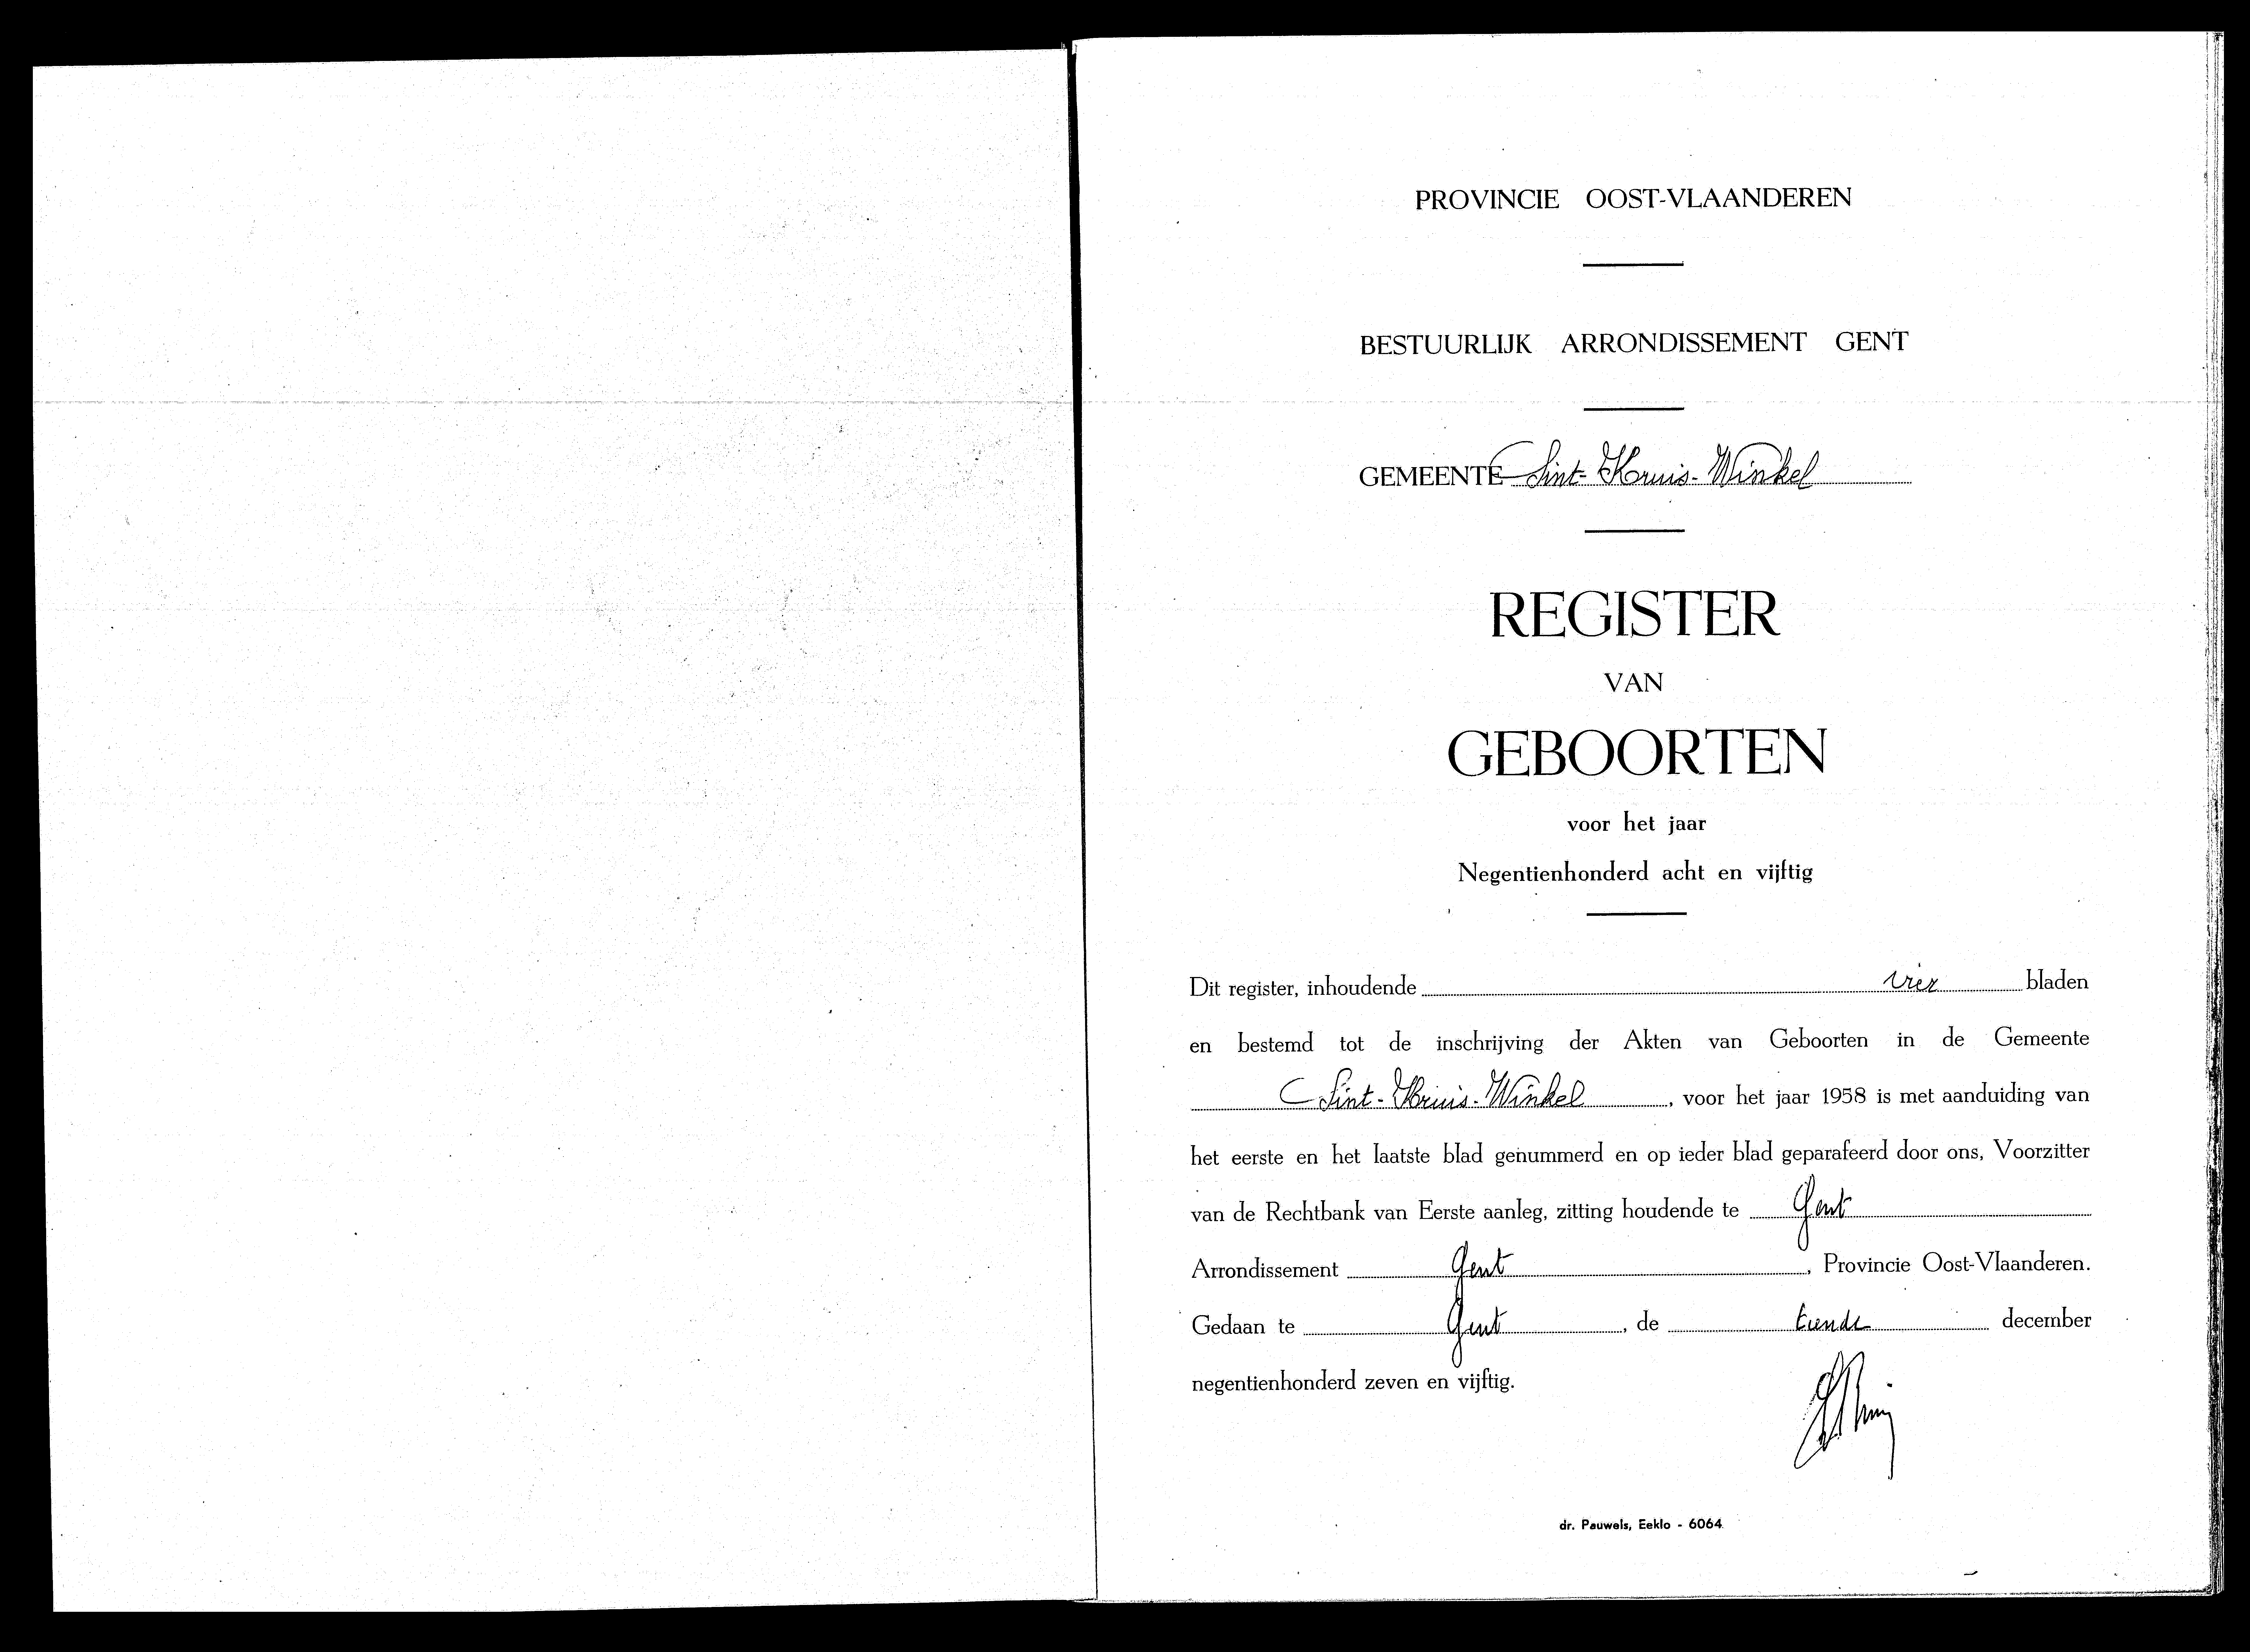 PROVINCIE OOST-VLAANDEREN
BESTUURLIJK ARRONDISSEMENT GENT
GEMEENTE Sint-Kruis-Winkel
REGISTER
VAN
GEBOORTEN
voor het jaar
Negentienhonderd acht en vijftig
Dit register, inhoudende vier bladen
en bestemd tot de inschrijving der Akten van Geboorten in de Gemeente
Sint-Kruis-Winkel, voor het jaar 1958 is met aanduiding van
het eerste en het laatste blad genummerd en op ieder blad geparafeerd door ons, Voorzitter
van de Rechtbank van Eerste aanleg, zitting houdende te Gent
Arrondissement Gent, Provincie Oost-Vlaanderen.
Gedaan te Gent, de tiende december
negentienhonderd zeven en vijftig.
dr. Pauwels, Eeklo - 6064